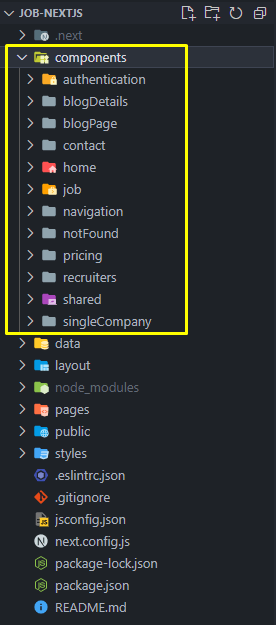 JOB-NEXTJS
.next
components
authentication
blogDetails
blogPage
contact
home
job
navigation
notFound
pricing
recruiters
shared
singleCompany
data
layout
node_modules
pages
public
styles
.eslintrc.json
.gitignore
jsconfig.json
next.config.js
package-lock.json
package.json
README.md